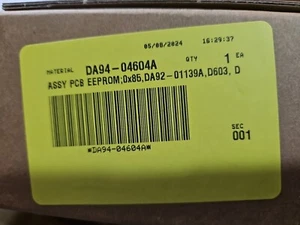 05/08/2024 16:29:37
MATERIAL DA94-04604A QTY 1 EA
ASSY PCB EEPROM;0x85,DA92-01139A,D603, D
SEC
001
*DA94-04604A*